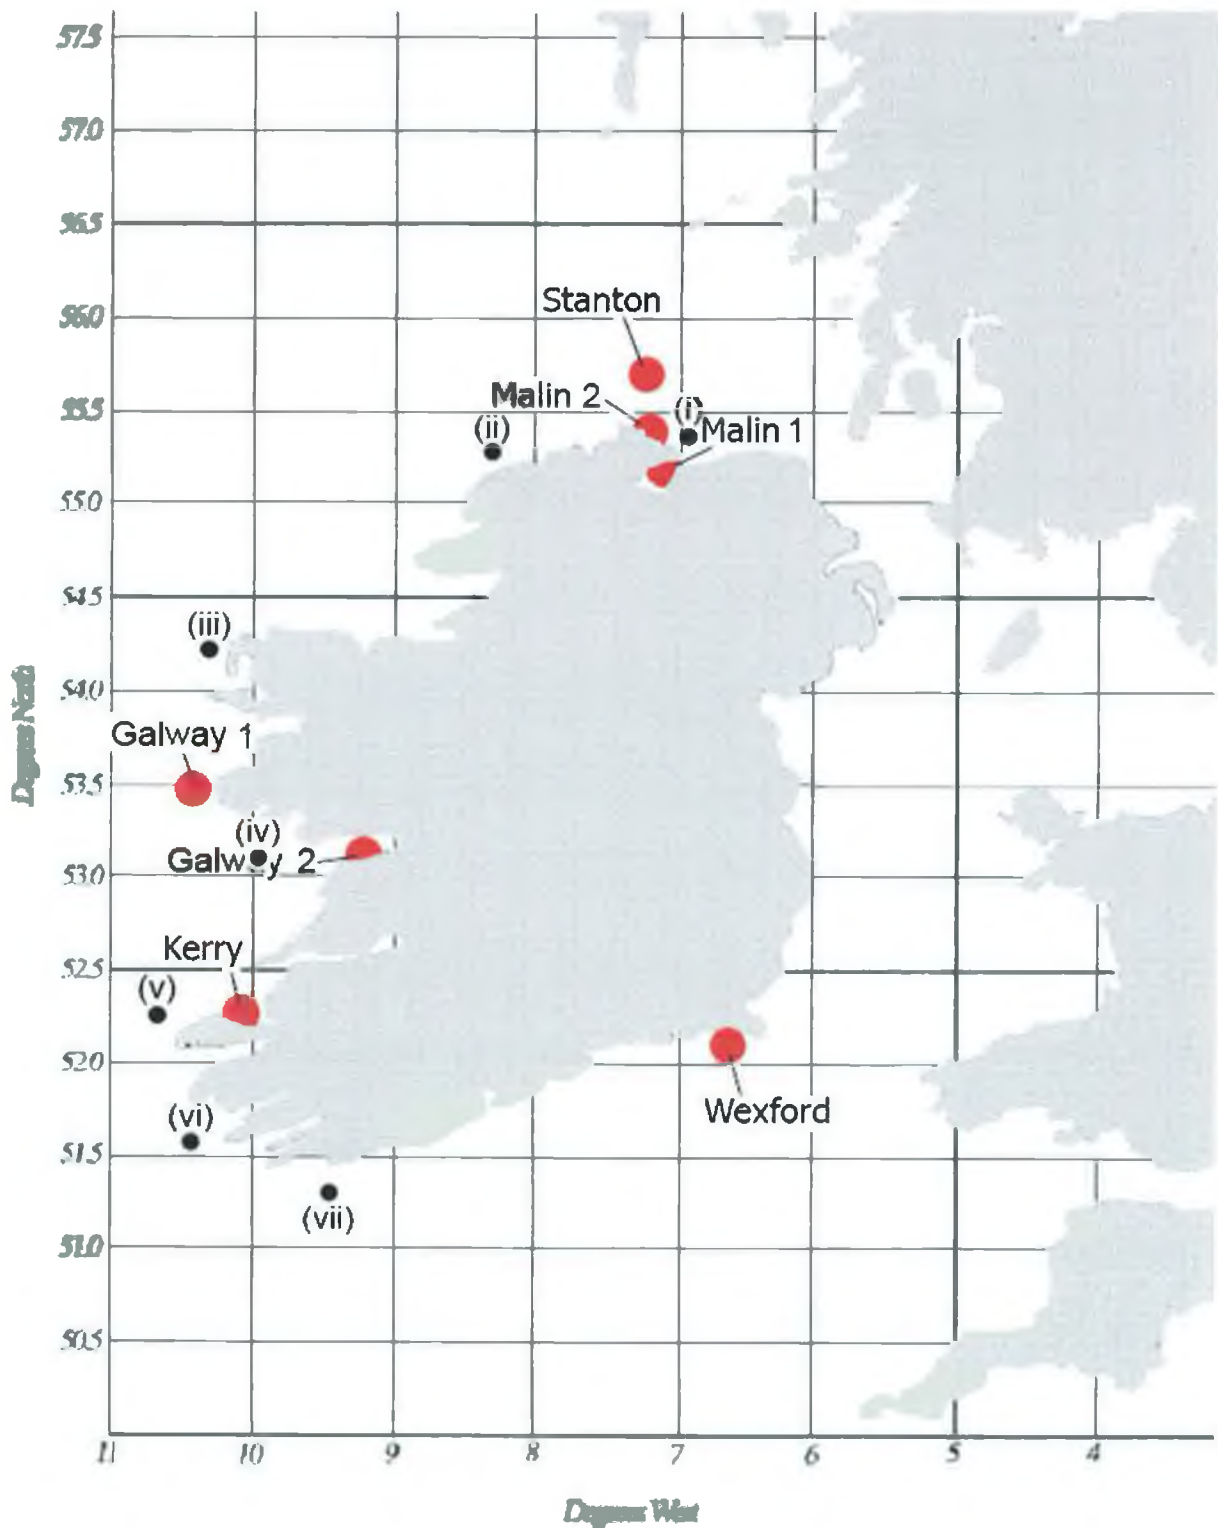 57.5
57.0
56.5
56.0
Stanton
55.5
Malin 2
(i)
Malin 1
(ii)
55.0
54.5
(iii)
54.0
Galway 1
53.5
(iv)
Galway 2
53.0
Kerry
52.5
(v)
52.0
Wexford
(vi)
51.5
(vii)
51.0
50.5
11 10 9 8 7 6 5 4
Degrees North
Degrees West